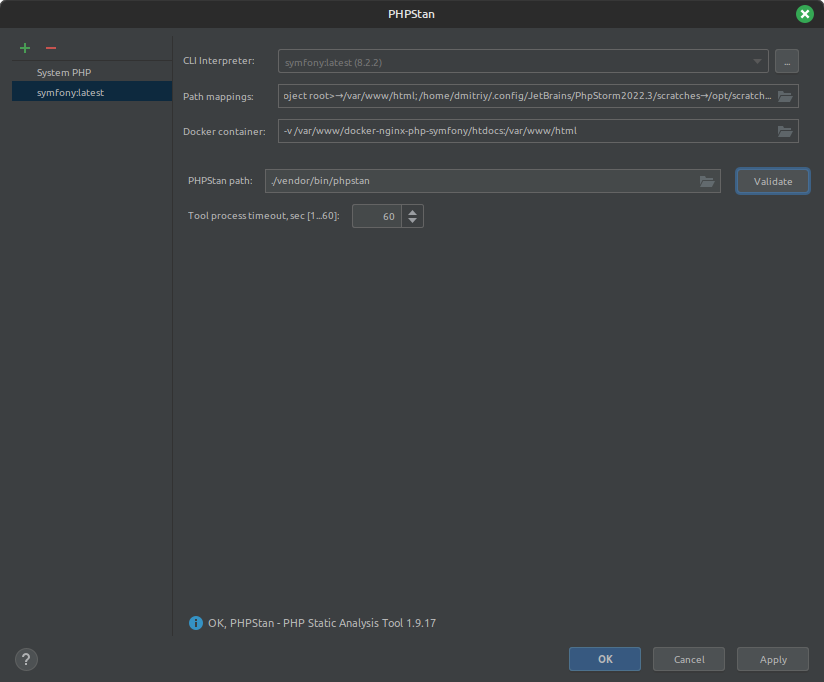 PHPStan
System PHP
symfony:latest
CLI Interpreter:
symfony:latest (8.2.2)
...
Path mappings:
oject root>→/var/www/html; /home/dmitriy/.config/JetBrains/PhpStorm2022.3/scratches→/opt/scratch...
Docker container:
-v /var/www/docker-nginx-php-symfony/htdocs:/var/www/html
PHPStan path:
./vendor/bin/phpstan
Validate
Tool process timeout, sec [1...60]:
60
OK, PHPStan - PHP Static Analysis Tool 1.9.17
?
OK
Cancel
Apply